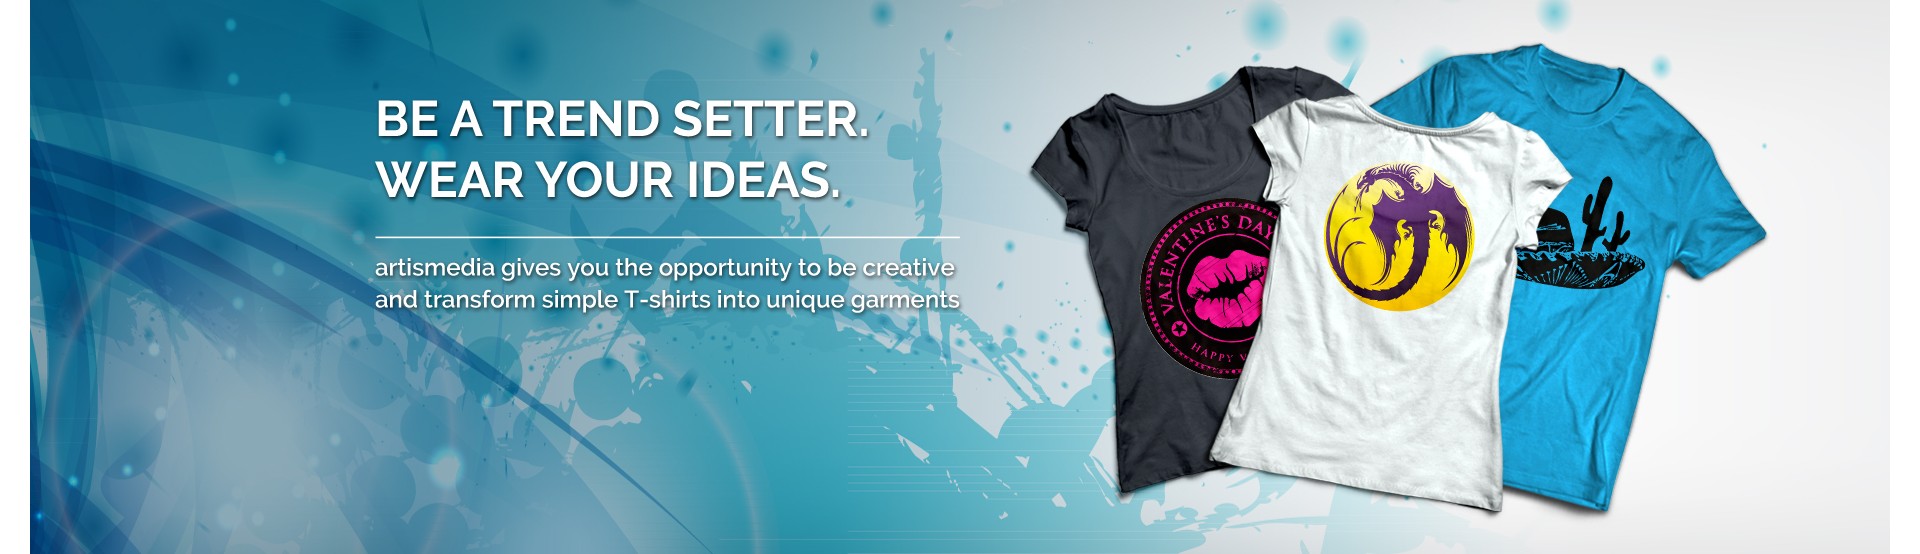 BE A TREND SETTER.
WEAR YOUR IDEAS.
artismedia gives you the opportunity to be creative
and transform simple T-shirts into unique garments
VALENTINE'S DAY
HAPPY